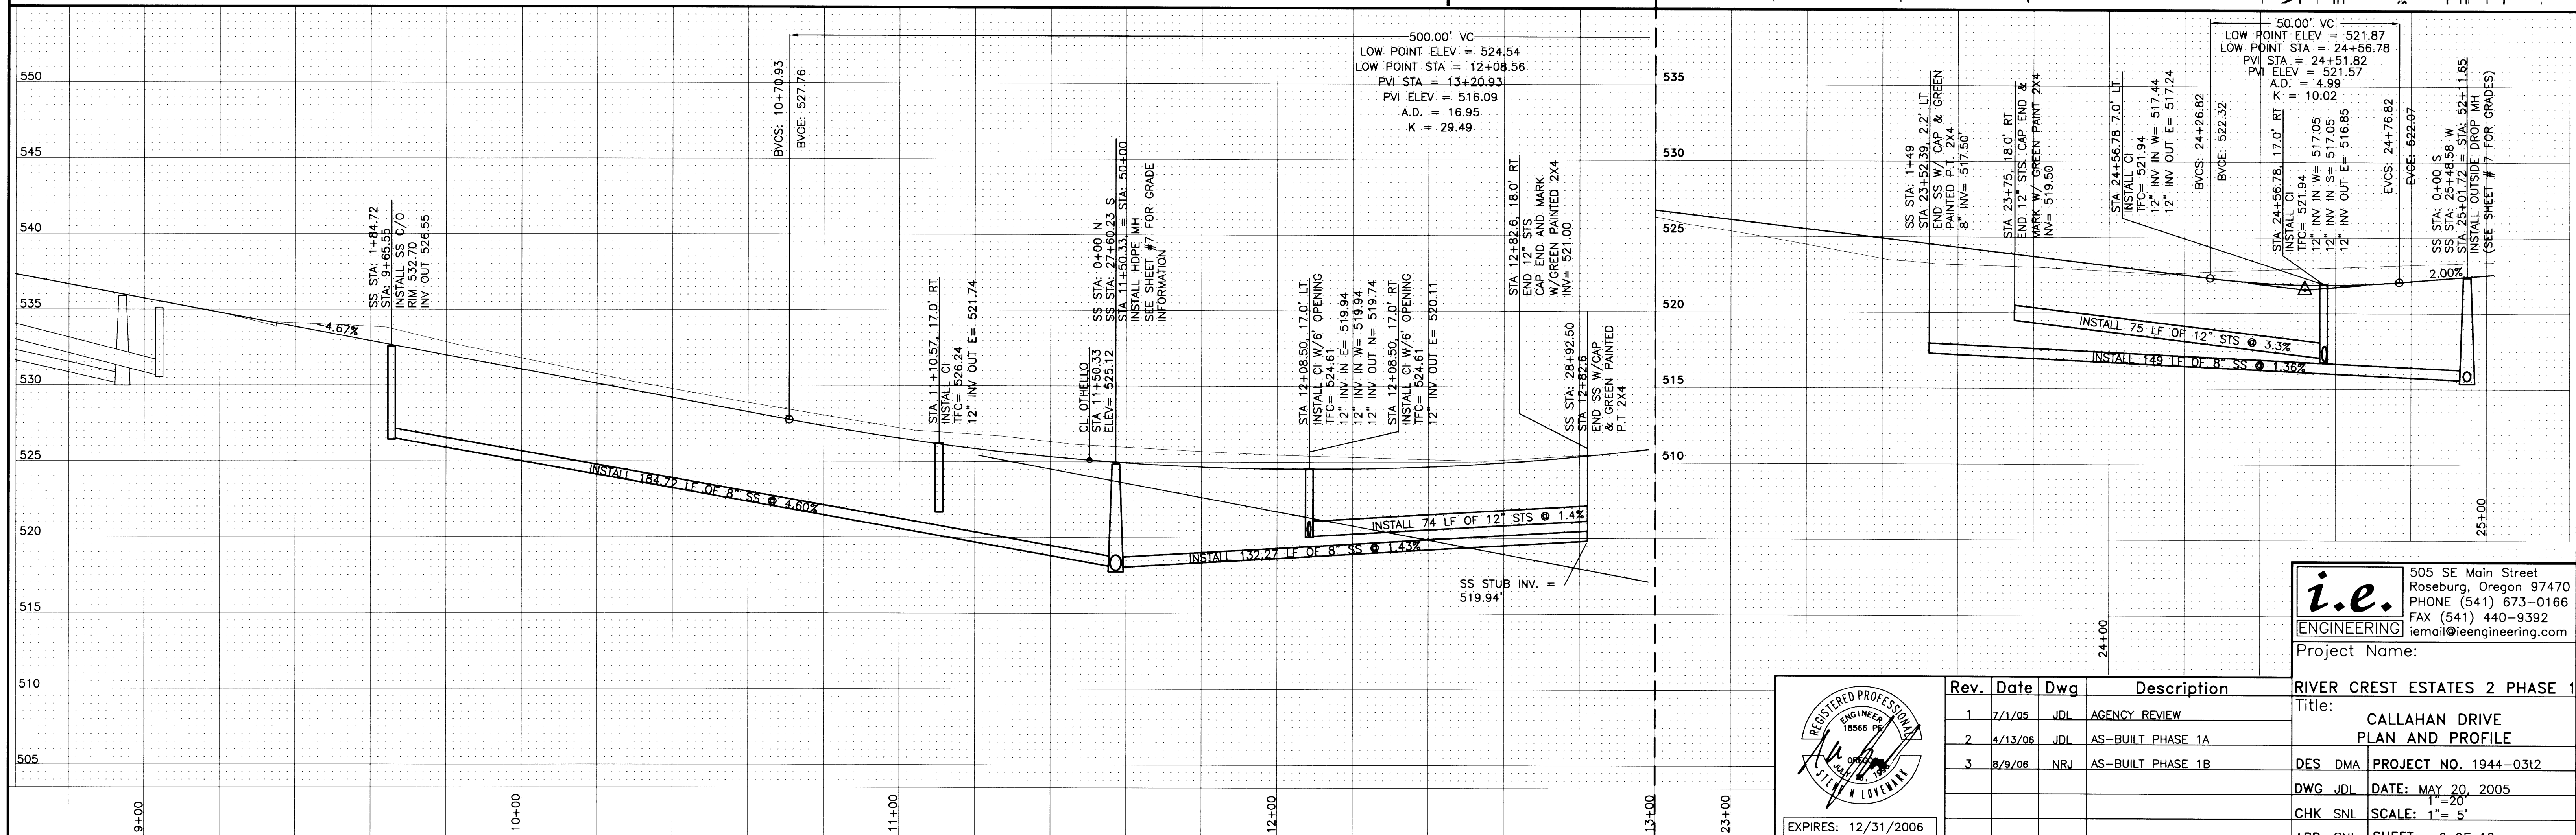 550
545
540
535
530
525
520
515
510
505
9+00
10+00
11+00
12+00
13+00
-4.67%
SS STA: 1+84.72
STA: 9+65.55
INSTALL SS C/O
RIM 532.70
INV OUT 526.55
INSTALL 184.72 LF OF 8" SS @ 4.60%
BVCS: 10+70.93
BVCE: 527.76
STA 11+10.57, 17.0' RT
INSTALL CI
TFC= 526.24
12" INV OUT E= 521.74
CL OTHELLO
STA 11+50.33
ELEV= 525.12
SS STA: 0+00 N
SS STA: 27+60.23 S
STA 11+50.33 = STA: 50+00
INSTALL HDPE MH
SEE SHEET #7 FOR GRADE
INFORMATION
500.00' VC
LOW POINT ELEV = 524.54
LOW POINT STA = 12+08.56
PVI STA = 13+20.93
PVI ELEV = 516.09
A.D. = 16.95
K = 29.49
STA 12+08.50, 17.0' LT
INSTALL CI W/6' OPENING
TFC= 524.61
12" INV IN E= 519.94
12" INV IN W= 519.94
12" INV OUT N= 519.74
STA 12+08.50, 17.0' RT
INSTALL CI W/6' OPENING
TFC= 524.61
12" INV OUT E= 520.11
STA 12+82.6, 18.0' RT
END 12" STS
CAP END AND MARK
W/GREEN PAINTED 2X4
INV= 521.00
SS STA: 28+92.50
STA 12+82.6
END SS W/CAP
& GREEN PAINTED
P.T 2X4
INSTALL 74 LF OF 12" STS @ 1.4%
INSTALL 132.27 LF OF 8" SS @ 1.43%
SS STUB INV. =
519.94'
535
530
525
520
515
510
23+00
24+00
25+00
SS STA: 1+49
STA 23+52.39, 2.2' LT
END SS W/ CAP & GREEN
PAINTED P.T. 2X4
8" INV= 517.50'
STA 23+75, 18.0' RT
END 12" STS. CAP END &
MARK W/ GREEN PAINT 2X4
INV= 519.50
STA 24+56.78 7.0' LT
INSTALL CI
TFC= 521.94
12" INV IN W= 517.44
12" INV OUT E= 517.24
BVCS: 24+26.82
BVCE: 522.32
50.00' VC
LOW POINT ELEV = 521.87
LOW POINT STA = 24+56.78
PVI STA = 24+51.82
PVI ELEV = 521.57
A.D. = 4.99
K = 10.02
STA 24+56.78, 17.0' RT
INSTALL CI
TFC= 521.94
12" INV IN W= 517.05
12" INV IN S= 517.05
12" INV OUT E= 516.85
EVCS: 24+76.82
EVCE: 522.07
SS STA: 0+00 S
SS STA: 25+48.58 W
STA 25+01.72 = STA: 52+11.65
INSTALL OUTSIDE DROP MH
(SEE SHEET # 7 FOR GRADES)
2.00%
INSTALL 75 LF OF 12" STS @ 3.3%
INSTALL 149 LF OF 8" SS @ 1.36%
i.e.
ENGINEERING
505 SE Main Street
Roseburg, Oregon 97470
PHONE (541) 673-0166
FAX (541) 440-9392
iemail@ieengineering.com
Project Name:
RIVER CREST ESTATES 2 PHASE 1
Title:
CALLAHAN DRIVE
PLAN AND PROFILE
DES DMA PROJECT NO. 1944-03t2
DWG JDL DATE: MAY 20, 2005
CHK SNL SCALE: 1"=20'
1"= 5'
Rev. Date Dwg Description
1 7/1/05 JDL AGENCY REVIEW
2 4/13/06 JDL AS-BUILT PHASE 1A
3 8/9/06 NRJ AS-BUILT PHASE 1B
REGISTERED PROFESSIONAL
ENGINEER
18566 PE
OREGON
EXPIRES: 12/31/2006